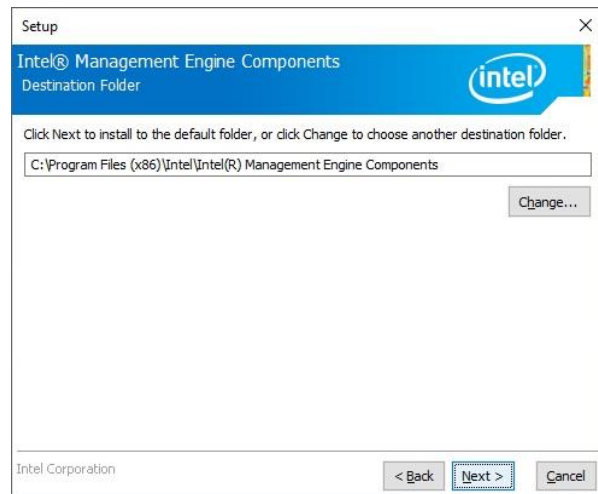 Setup
Intel® Management Engine Components
Destination Folder
intel
Click Next to install to the default folder, or click Change to choose another destination folder.
C:\Program Files (x86)\Intel\Intel(R) Management Engine Components
Change...
Intel Corporation
< Back Next > Cancel